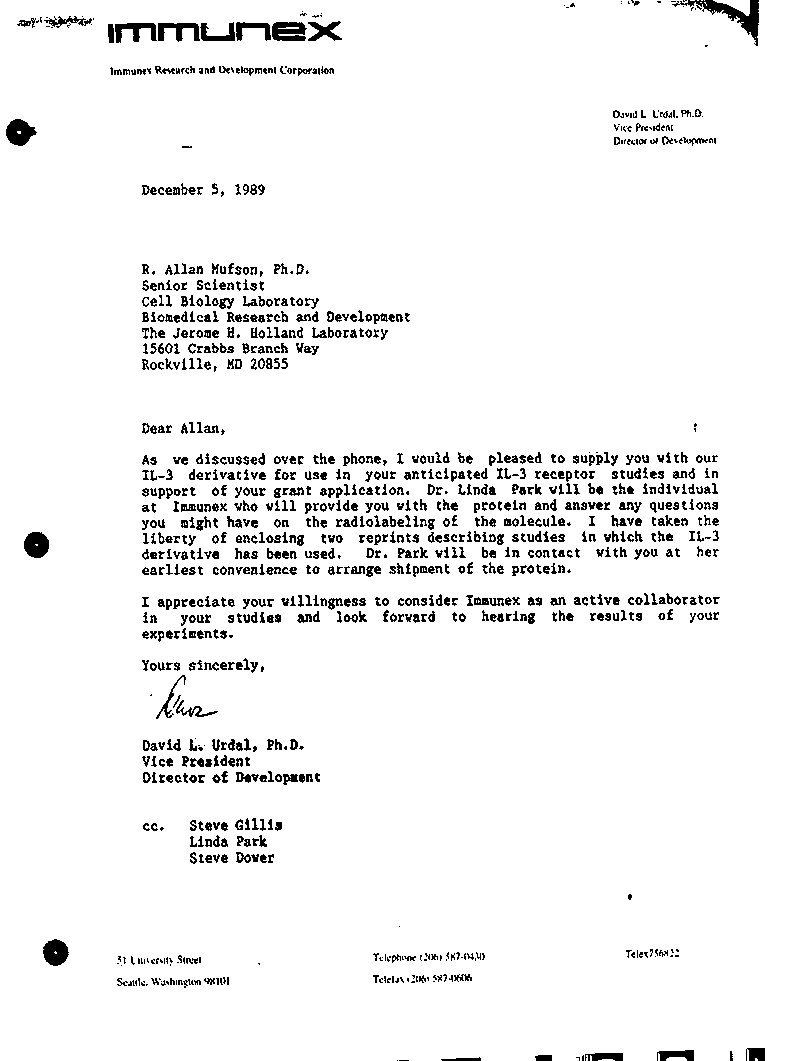 immunex
Immunex Research and Development Corporation
David L. Urdal, Ph.D.
Vice President
Director of Development
December 5, 1989
R. Allan Mufson, Ph.D.
Senior Scientist
Cell Biology Laboratory
Biomedical Research and Development
The Jerome H. Holland Laboratory
15601 Crabbs Branch Way
Rockville, MD 20855
Dear Allan,
As we discussed over the phone, I would be pleased to supply you with our
IL-3 derivative for use in your anticipated IL-3 receptor studies and in
support of your grant application. Dr. Linda Park will be the individual
at Immunex who will provide you with the protein and answer any questions
you might have on the radiolabeling of the molecule. I have taken the
liberty of enclosing two reprints describing studies in which the IL-3
derivative has been used. Dr. Park will be in contact with you at her
earliest convenience to arrange shipment of the protein.
I appreciate your willingness to consider Immunex as an active collaborator
in your studies and look forward to hearing the results of your
experiments.
Yours sincerely,
David L. Urdal, Ph.D.
Vice President
Director of Development
cc. Steve Gillis
Linda Park
Steve Dower
51 University Street
Seattle, Washington 98101
Telephone (206) 587-0430
Telefax (206) 587-0606
Telex 756822